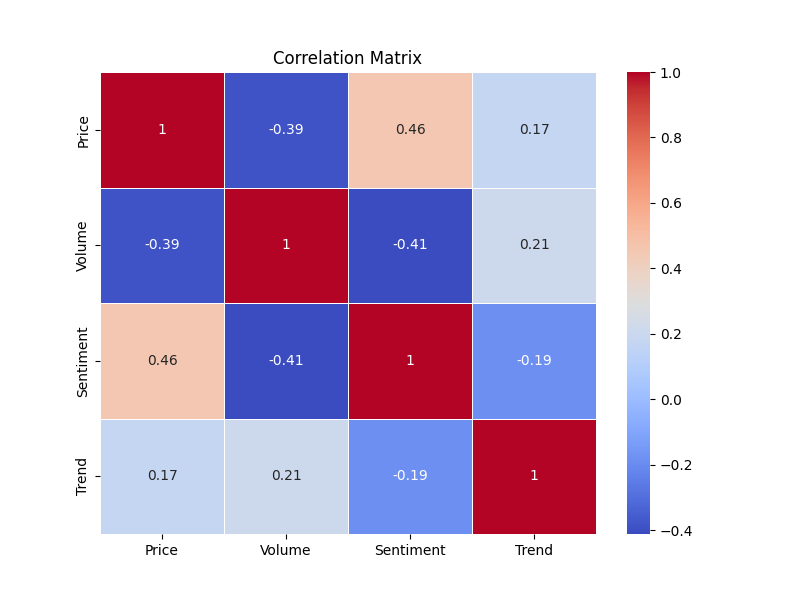 Correlation Matrix
Price
1
-0.39
0.46
0.17
Volume
-0.39
1
-0.41
0.21
Sentiment
0.46
-0.41
1
-0.19
Trend
0.17
0.21
-0.19
1
Price
Volume
Sentiment
Trend
1.0
0.8
0.6
0.4
0.2
0.0
−0.2
−0.4